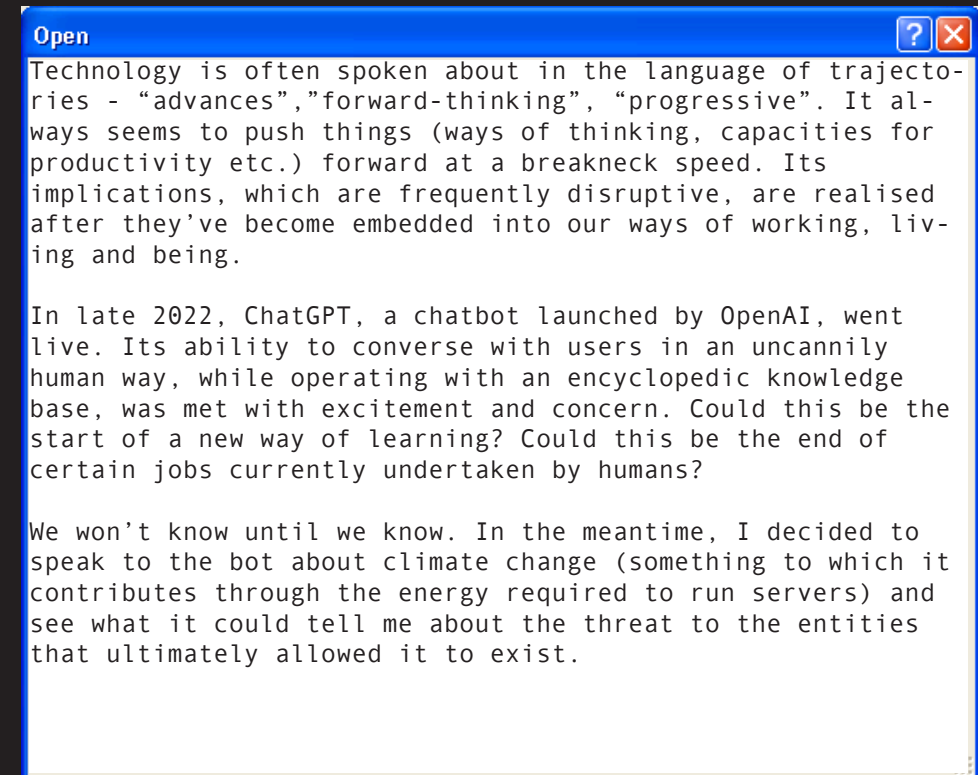 Open
Technology is often spoken about in the language of trajecto-
ries - “advances”,”forward-thinking”, “progressive”. It al-
ways seems to push things (ways of thinking, capacities for
productivity etc.) forward at a breakneck speed. Its
implications, which are frequently disruptive, are realised
after they’ve become embedded into our ways of working, liv-
ing and being.
In late 2022, ChatGPT, a chatbot launched by OpenAI, went
live. Its ability to converse with users in an uncannily
human way, while operating with an encyclopedic knowledge
base, was met with excitement and concern. Could this be the
start of a new way of learning? Could this be the end of
certain jobs currently undertaken by humans?
We won’t know until we know. In the meantime, I decided to
speak to the bot about climate change (something to which it
contributes through the energy required to run servers) and
see what it could tell me about the threat to the entities
that ultimately allowed it to exist.